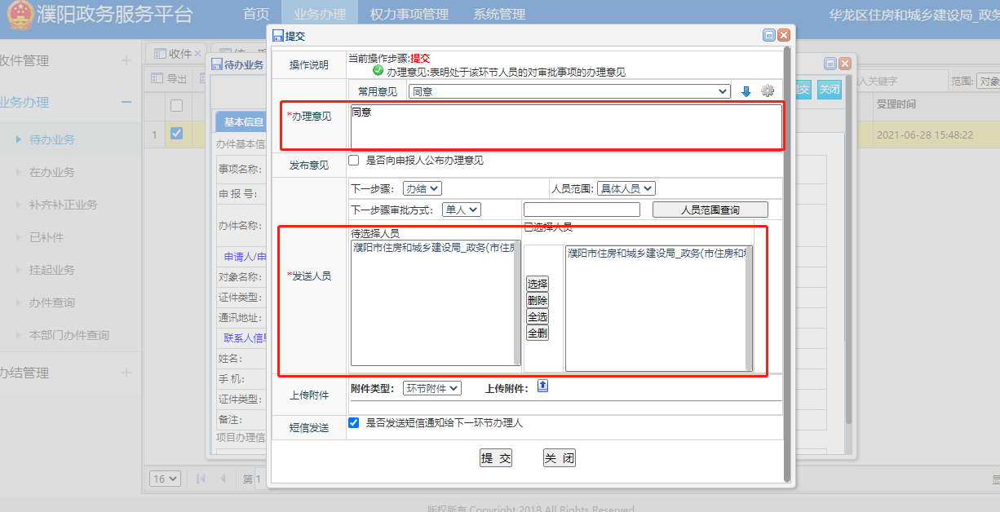 濮阳政务服务平台 首页 业务办理 权力事项管理 系统管理 华龙区住房和城乡建设局_政务
收件管理
业务办理
待办业务
在办业务
补齐补正业务
已补件
挂起业务
办件查询
本部门办件查询
办结管理
收件
导出
1
待办业务
基本信息
办件基本信
事项名称:
申 报 号:
办件名称:
申请人/申
对象名称:
证件类型:
通讯地址:
联系人信
姓名:
手 机:
证件类型:
备注:
项目办理信
提交
操作说明 当前操作步骤:提交
办理意见:表明处于该环节人员的对审批事项的办理意见
常用意见 同意
*办理意见 同意
发布意见 是否向申报人公布办理意见
下一步骤: 办结 人员范围: 具体人员
下一步骤审批方式: 单人 人员范围查询
*发送人员 待选择人员 已选择人员
濮阳市住房和城乡建设局_政务(市住房 濮阳市住房和城乡建设局_政务(市住房和
选择
删除
全选
全删
上传附件 附件类型: 环节附件 上传附件:
短信发送 是否发送短信通知给下一环节办理人
提 交 关 闭
交 关闭
入关键字 范围: 对象
受理时间
2021-06-28 15:48:22
16 第 1
版权所有 Copyright 2018 All Rights Reserved